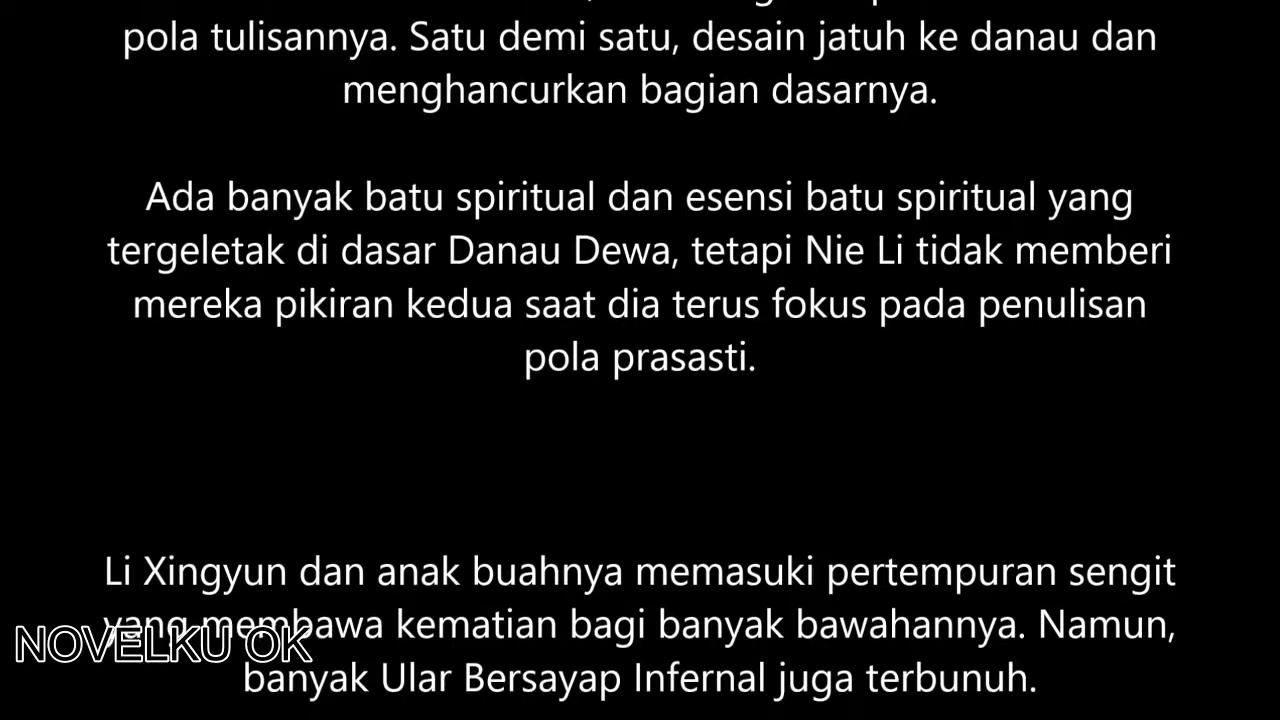 pola tulisannya. Satu demi satu, desain jatuh ke danau dan
menghancurkan bagian dasarnya.
Ada banyak batu spiritual dan esensi batu spiritual yang
tergeletak di dasar Danau Dewa, tetapi Nie Li tidak memberi
mereka pikiran kedua saat dia terus fokus pada penulisan
pola prasasti.
Li Xingyun dan anak buahnya memasuki pertempuran sengit
yang membawa kematian bagi banyak bawahannya. Namun,
NOVELKU OK
banyak Ular Bersayap Infernal juga terbunuh.